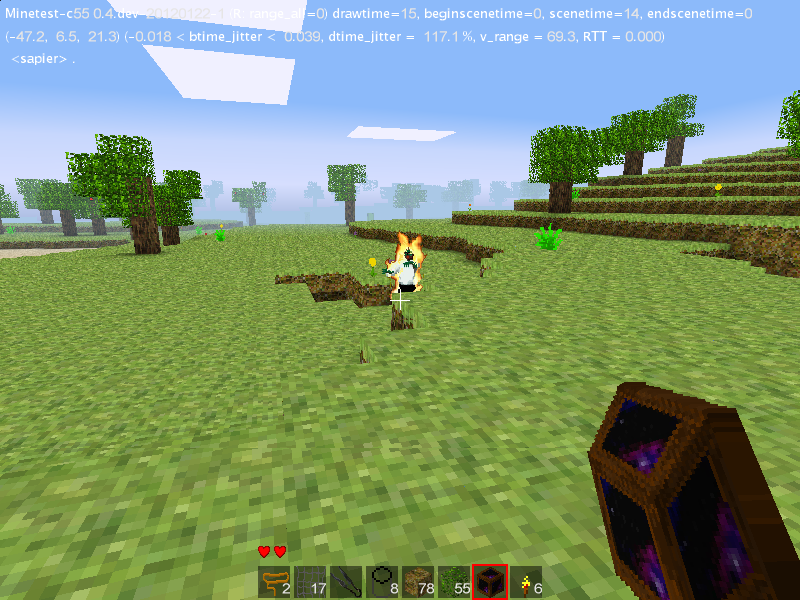 Minetest-c55 0.4.dev-20120122-1 (R: range_all=0) drawtime=15, beginscenetime=0, scenetime=14, endscenetime=0
(-47.2, 6.5, 21.3) (-0.018 < btime_jitter < 0.039, dtime_jitter = 117.1 %, v_range = 69.3, RTT = 0.000)
<sapier> .
2 17 8 78 55 6